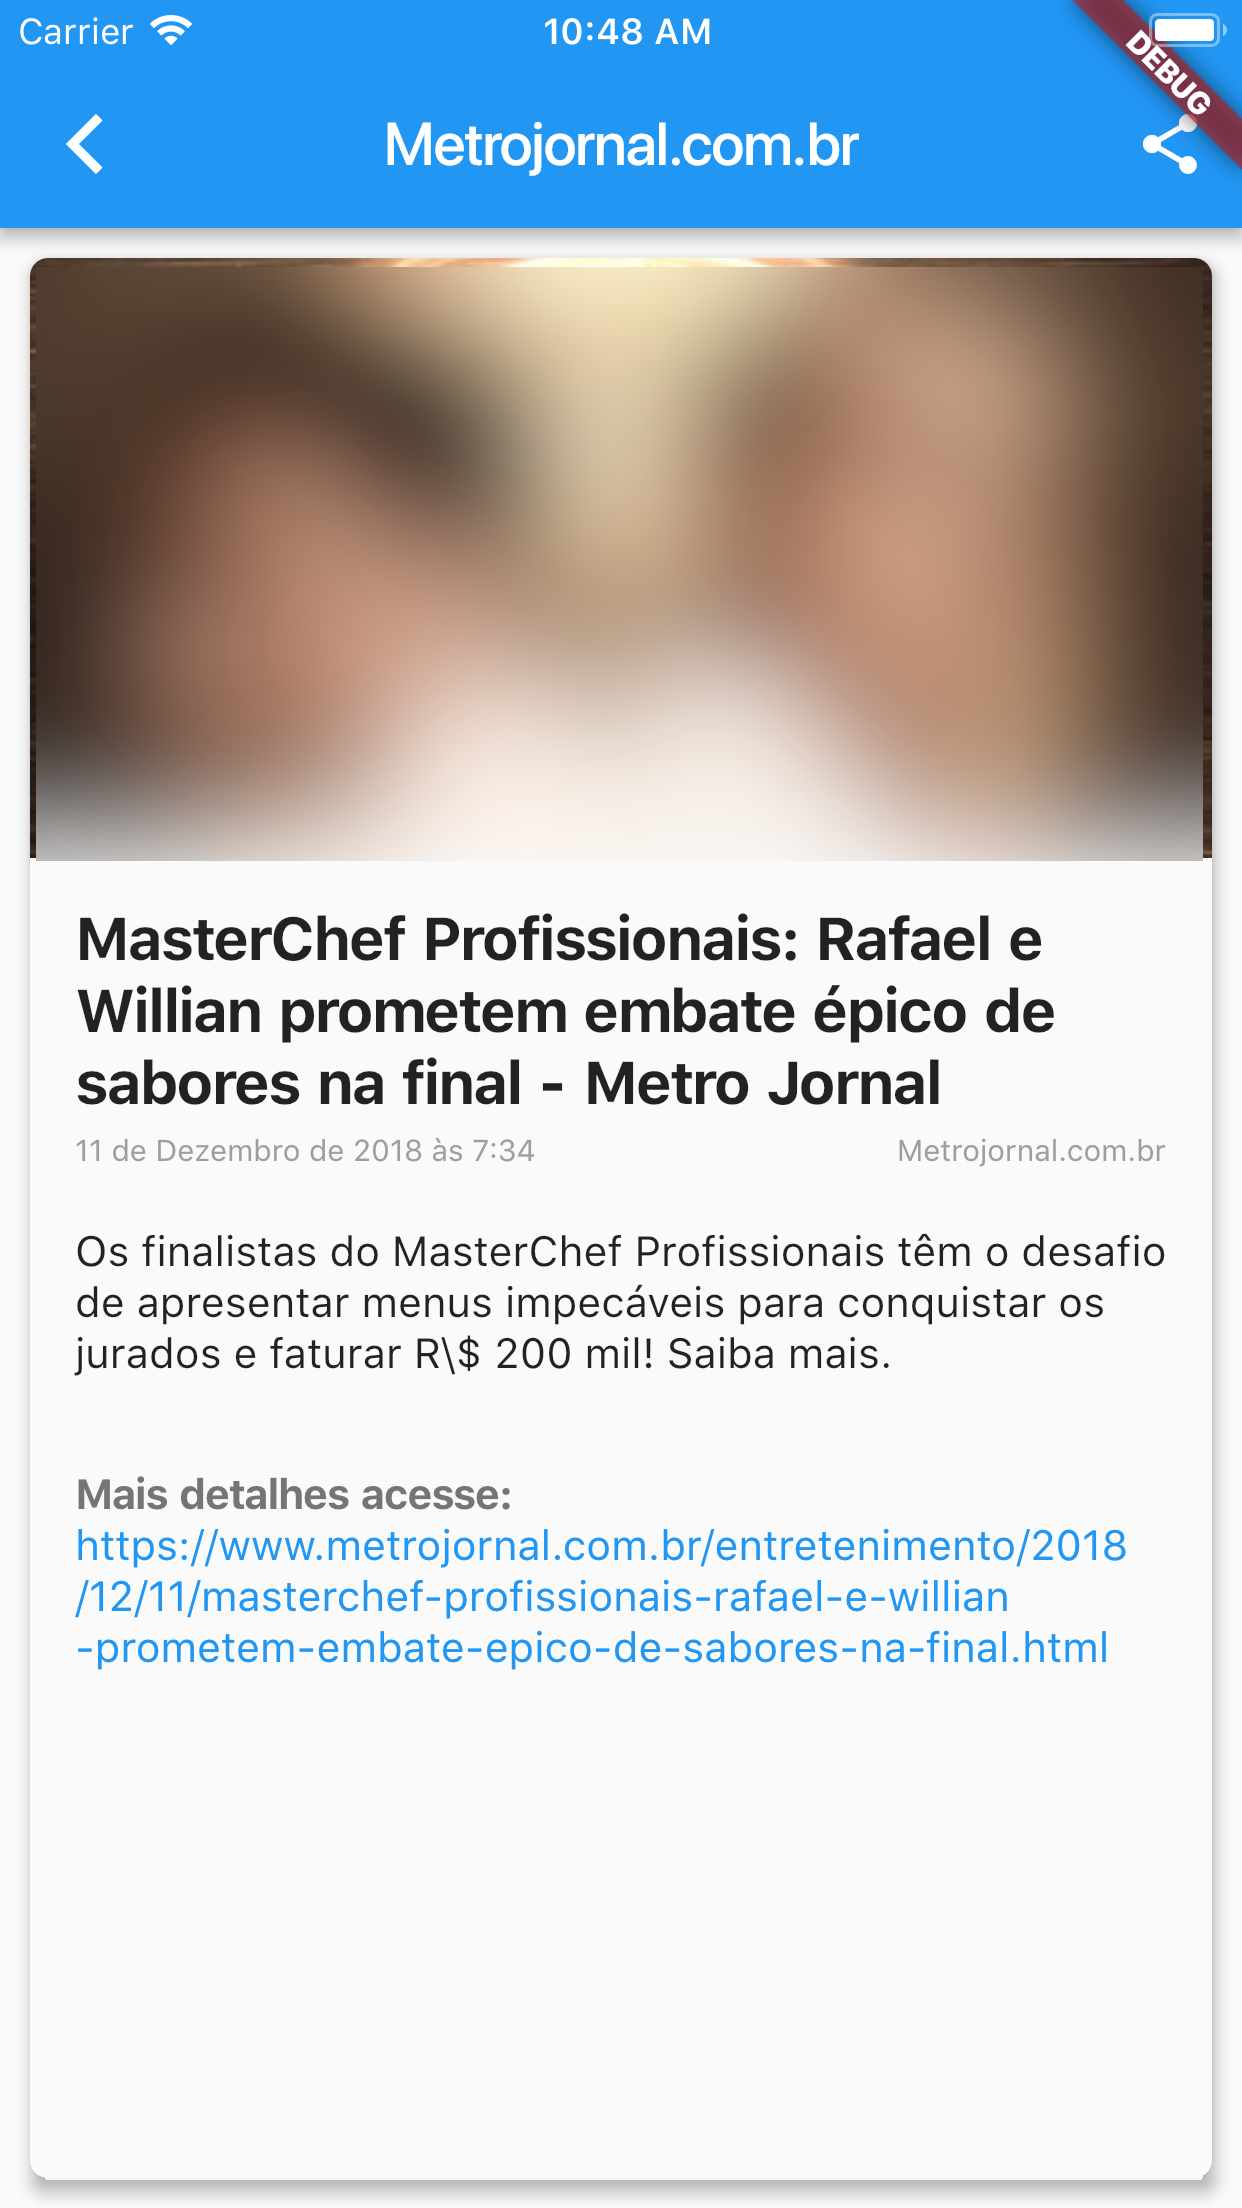 Carrier 10:48 AM
DEBUG
Metrojornal.com.br
MasterChef Profissionais: Rafael e
Willian prometem embate épico de
sabores na final - Metro Jornal
11 de Dezembro de 2018 às 7:34 Metrojornal.com.br
Os finalistas do MasterChef Profissionais têm o desafio
de apresentar menus impecáveis para conquistar os
jurados e faturar R\$ 200 mil! Saiba mais.
Mais detalhes acesse:
https://www.metrojornal.com.br/entretenimento/2018
/12/11/masterchef-profissionais-rafael-e-willian
-prometem-embate-epico-de-sabores-na-final.html